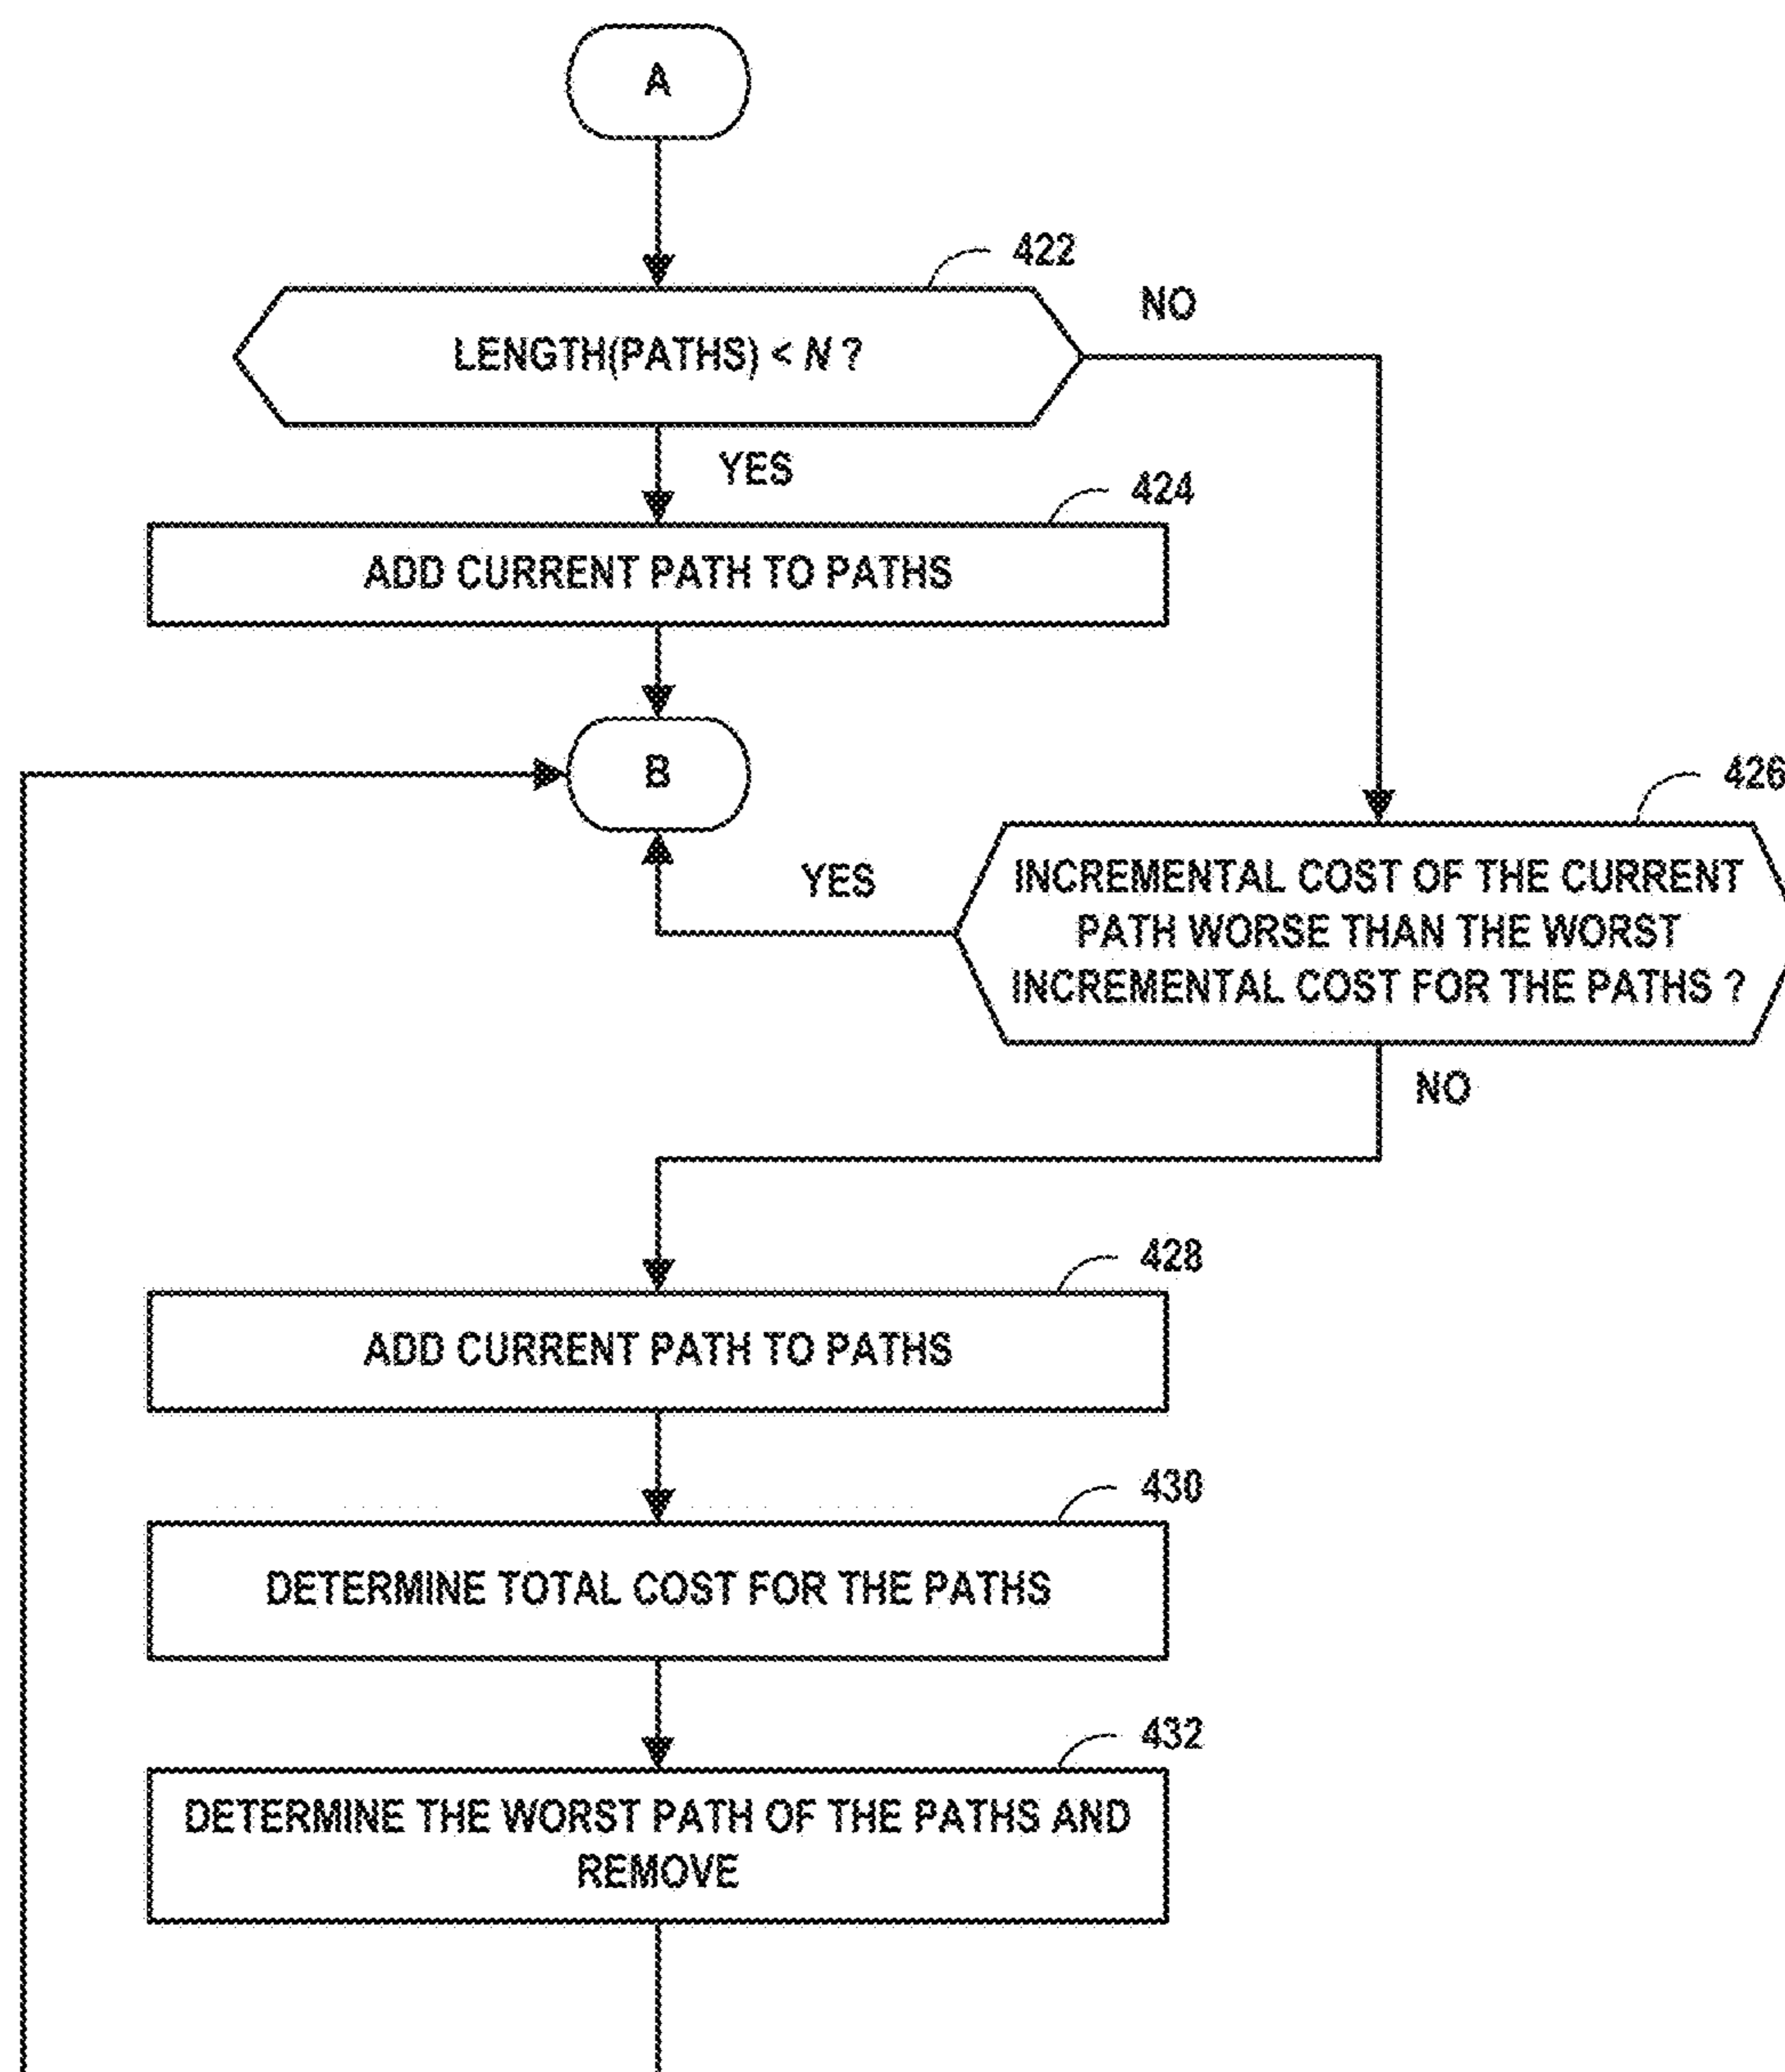 A
422
NO
LENGTH(PATHS) < N ?
YES
424
ADD CURRENT PATH TO PATHS
B
426
YES
INCREMENTAL COST OF THE CURRENT
PATH WORSE THAN THE WORST
INCREMENTAL COST FOR THE PATHS ?
NO
428
ADD CURRENT PATH TO PATHS
430
DETERMINE TOTAL COST FOR THE PATHS
432
DETERMINE THE WORST PATH OF THE PATHS AND
REMOVE